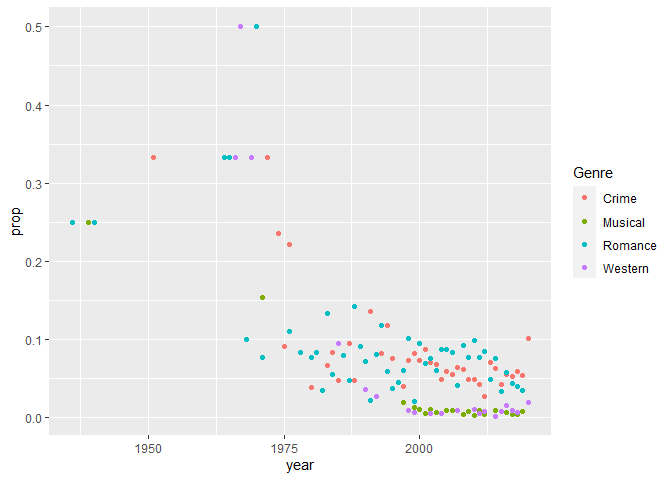 0.5
0.4
0.3
0.2
0.1
0.0
prop
1950
1975
2000
year
Genre
Crime
Musical
Romance
Western